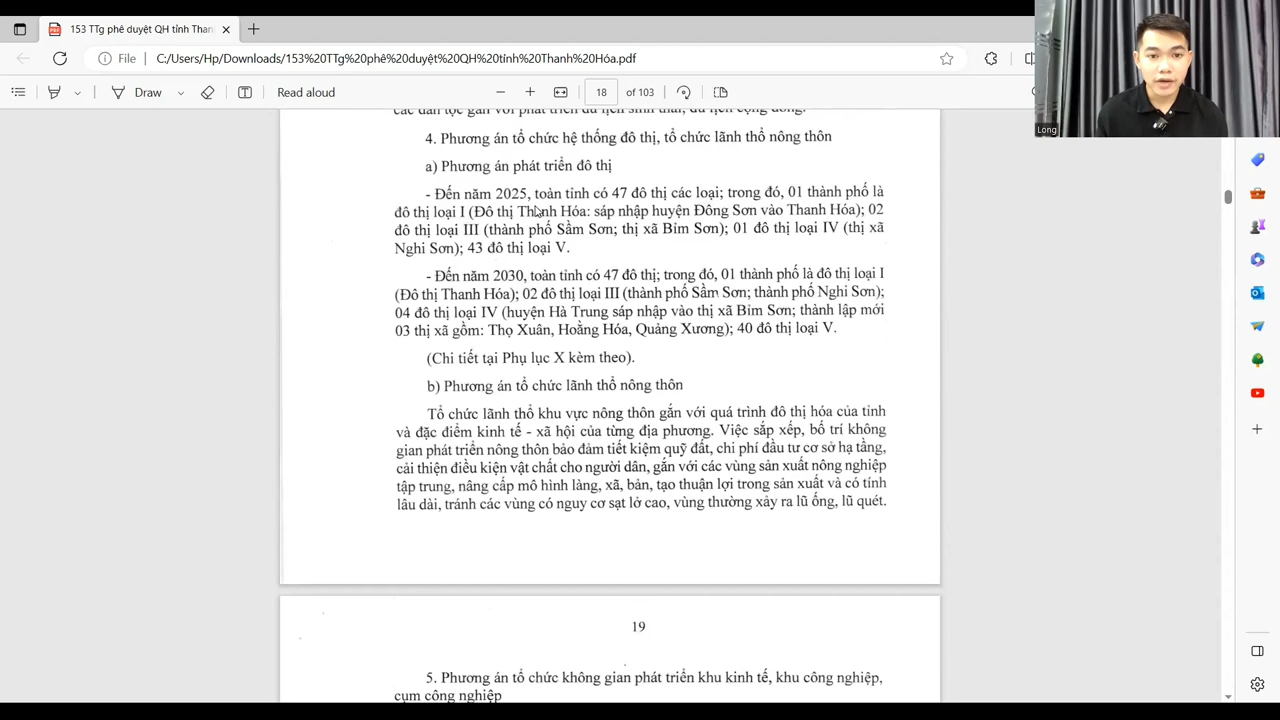 153 TTg phê duyệt QH tỉnh Than
File
C:/Users/Hp/Downloads/153%20TTg%20phê%20duyệt%20QH%20tỉnh%20Thanh%20Hóa.pdf
Draw
Read aloud
18 of 103
Long
các dân tộc gắn với phát triển du lịch sinh thái, du lịch cộng đồng.
4. Phương án tổ chức hệ thống đô thị, tổ chức lãnh thổ nông thôn
a) Phương án phát triển đô thị
- Đến năm 2025, toàn tỉnh có 47 đô thị các loại; trong đó, 01 thành phố là
đô thị loại I (Đô thị Thanh Hóa: sáp nhập huyện Đông Sơn vào Thanh Hóa); 02
đô thị loại III (thành phố Sầm Sơn; thị xã Bỉm Sơn); 01 đô thị loại IV (thị xã
Nghi Sơn); 43 đô thị loại V.
- Đến năm 2030, toàn tỉnh có 47 đô thị; trong đó, 01 thành phố là đô thị loại I
(Đô thị Thanh Hóa); 02 đô thị loại III (thành phố Sầm Sơn; thành phố Nghi Sơn);
04 đô thị loại IV (huyện Hà Trung sáp nhập vào thị xã Bỉm Sơn; thành lập mới
03 thị xã gồm: Thọ Xuân, Hoằng Hóa, Quảng Xương); 40 đô thị loại V.
(Chi tiết tại Phụ lục X kèm theo).
b) Phương án tổ chức lãnh thổ nông thôn
Tổ chức lãnh thổ khu vực nông thôn gắn với quá trình đô thị hóa của tỉnh
và đặc điểm kinh tế - xã hội của từng địa phương. Việc sắp xếp, bố trí không
gian phát triển nông thôn bảo đảm tiết kiệm quỹ đất, chi phí đầu tư cơ sở hạ tầng,
cải thiện điều kiện vật chất cho người dân, gắn với các vùng sản xuất nông nghiệp
tập trung, nâng cấp mô hình làng, xã, bản, tạo thuận lợi trong sản xuất và có tính
lâu dài, tránh các vùng có nguy cơ sạt lở cao, vùng thường xảy ra lũ ống, lũ quét.
19
5. Phương án tổ chức không gian phát triển khu kinh tế, khu công nghiệp,
cụm công nghiệp